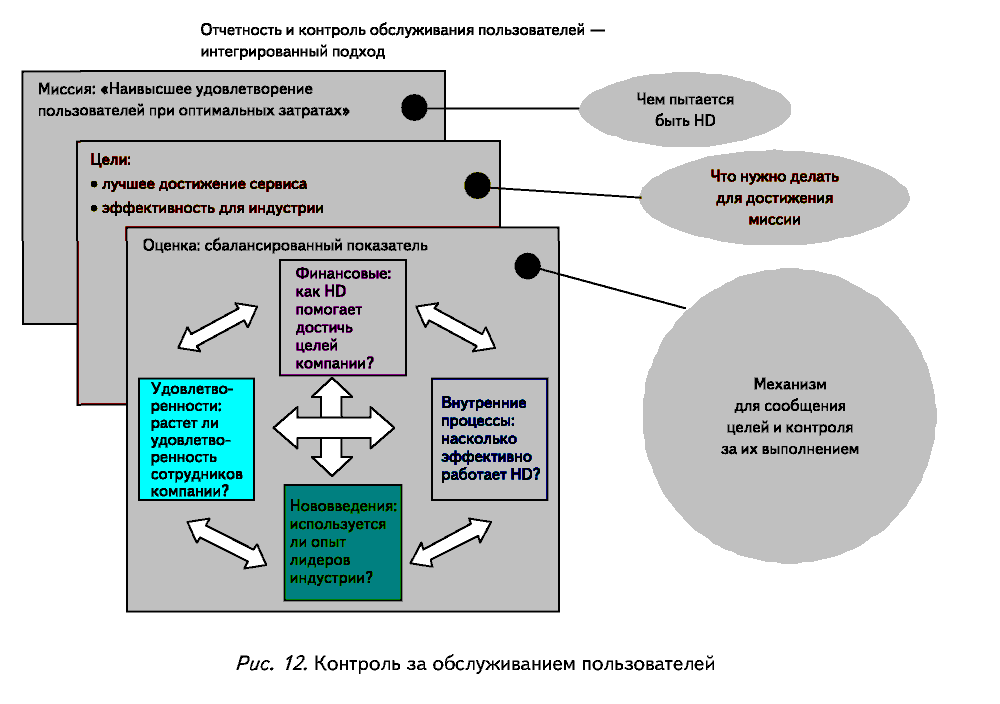 Отчетность и контроль обслуживания пользователей —
интегрированный подход
Миссия: «Наивысшее удовлетворение
пользователей при оптимальных затратах»
Чем пытается
быть HD
Цели:
• лучшее достижение сервиса
• эффективность для индустрии
Что нужно делать
для достижения
миссии
Оценка: сбалансированный показатель
Финансовые:
как HD
помогает
достичь
целей
компании?
Удовлетво-
ренности:
растет ли
удовлетво-
ренность
сотрудников
компании?
Внутренние
процессы:
насколько
эффективно
работает HD?
Нововведения:
используется
ли опыт
лидеров
индустрии?
Механизм
для сообщения
целей и контроля
за их выполнением
Рис. 12. Контроль за обслуживанием пользователей